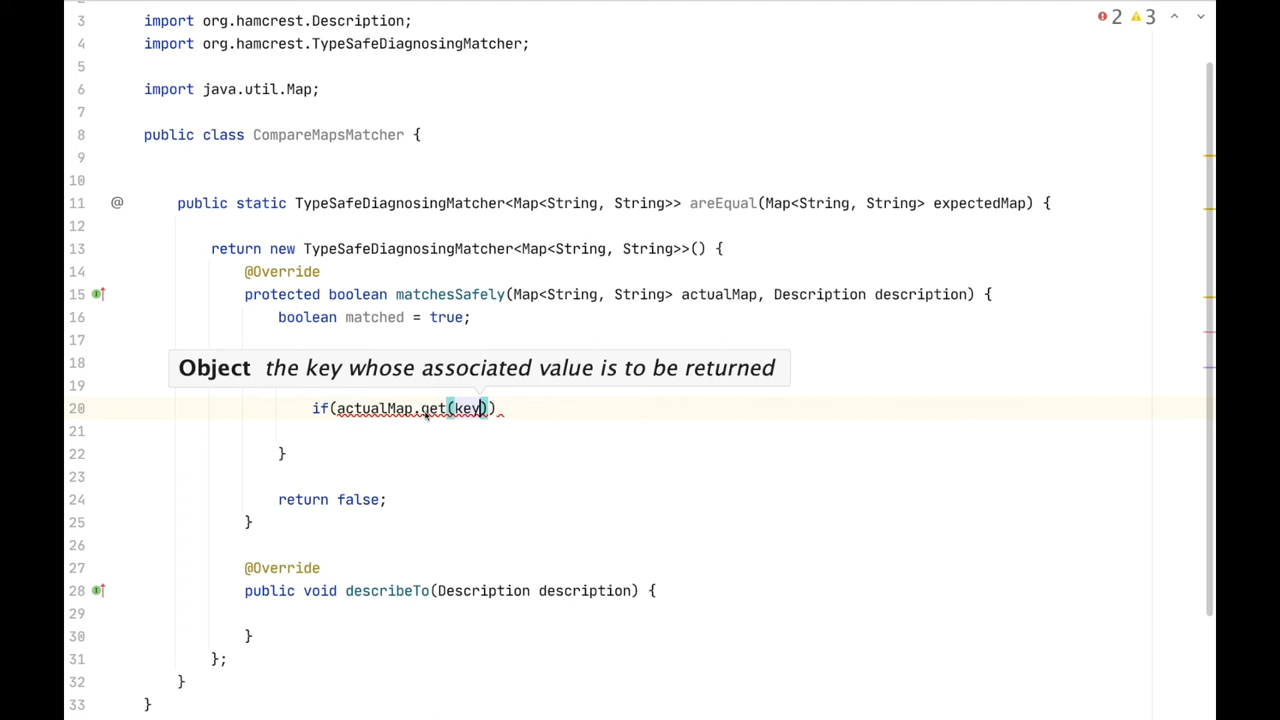 2 3
3 import org.hamcrest.Description;
4 import org.hamcrest.TypeSafeDiagnosingMatcher;
5
6 import java.util.Map;
7
8 public class CompareMapsMatcher {
9
10
11 @ public static TypeSafeDiagnosingMatcher<Map<String, String>> areEqual(Map<String, String> expectedMap) {
12
13 return new TypeSafeDiagnosingMatcher<Map<String, String>>() {
14 @Override
15 protected boolean matchesSafely(Map<String, String> actualMap, Description description) {
16 boolean matched = true;
17
18
Object the key whose associated value is to be returned
19
20 if(actualMap.get(key))
21
22 }
23
24 return false;
25 }
26
27 @Override
28 public void describeTo(Description description) {
29
30 }
31 };
32 }
33 }